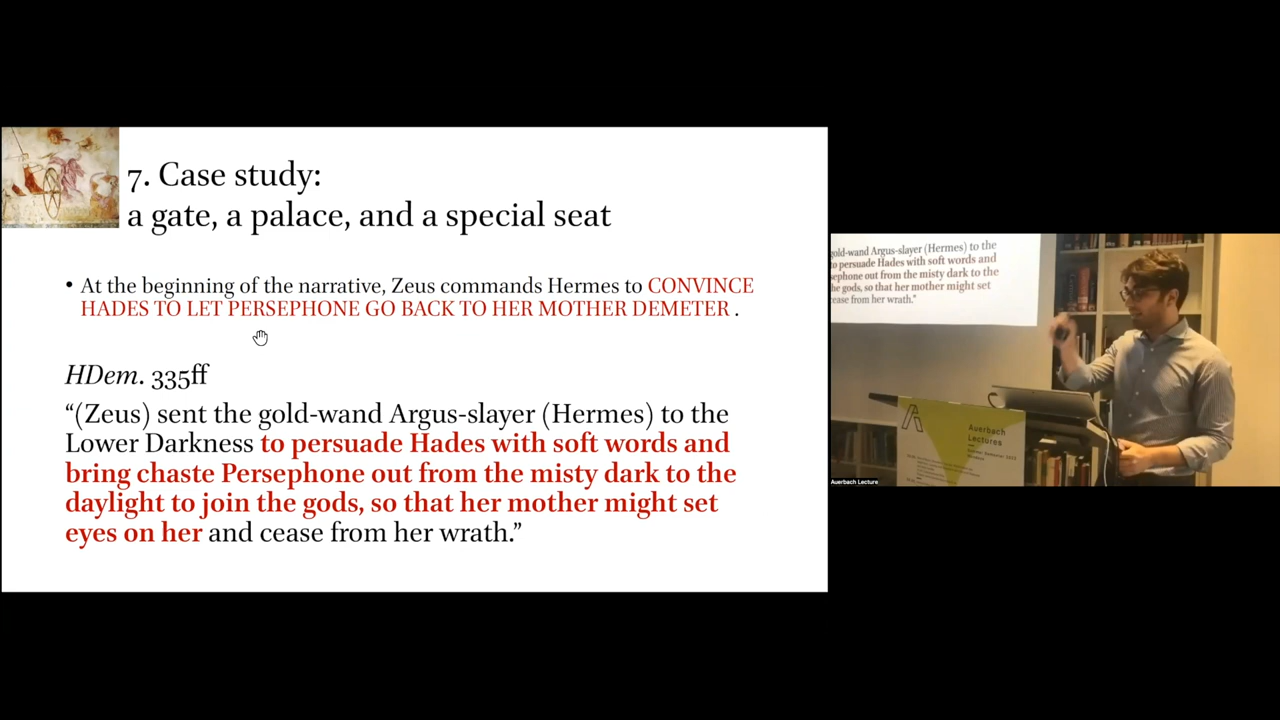 7. Case study:
a gate, a palace, and a special seat
• At the beginning of the narrative, Zeus commands Hermes to CONVINCE
HADES TO LET PERSEPHONE GO BACK TO HER MOTHER DEMETER .
HDem. 335ff
“(Zeus) sent the gold-wand Argus-slayer (Hermes) to the
Lower Darkness to persuade Hades with soft words and
bring chaste Persephone out from the misty dark to the
daylight to join the gods, so that her mother might set
eyes on her and cease from her wrath.”
gold-wand Argus-slayer (Hermes) to the
to persuade Hades with soft words and
ephone out from the misty dark to the
he gods, so that her mother might set
cease from her wrath.”
Auerbach
Lectures
Auerbach Lecture